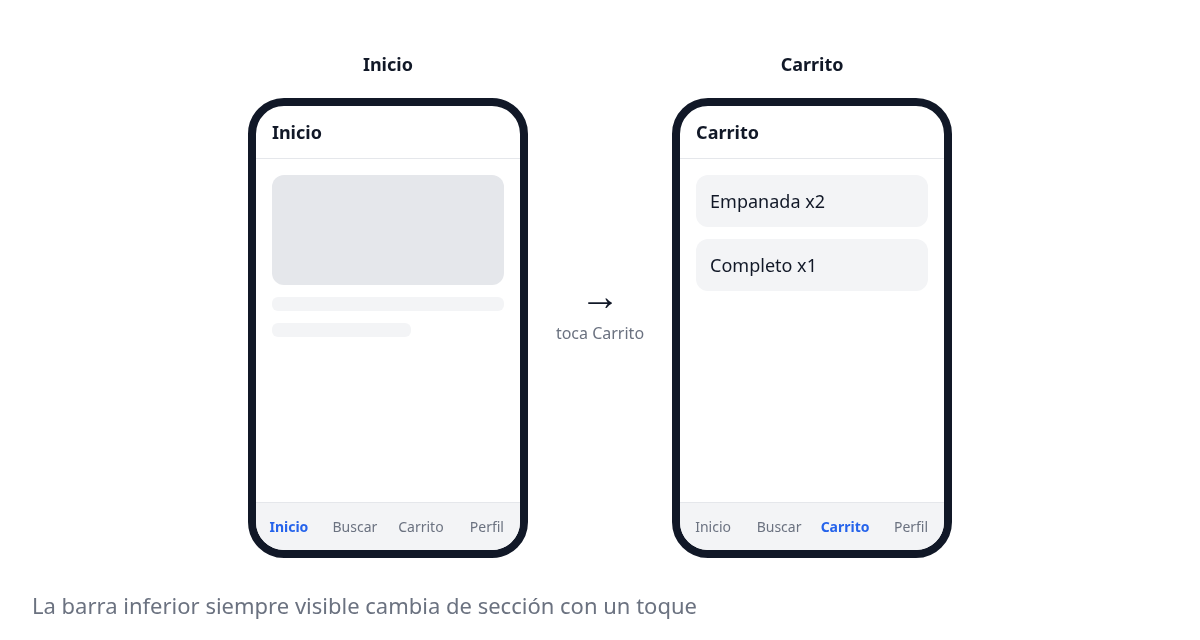 Inicio
Inicio
Inicio Buscar Carrito Perfil
→
toca Carrito
Carrito
Carrito
Empanada x2
Completo x1
Inicio Buscar Carrito Perfil
La barra inferior siempre visible cambia de sección con un toque